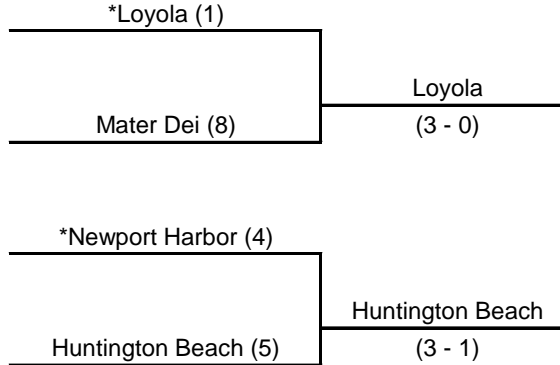 *Loyola (1)
Loyola
Mater Dei (8)
(3 - 0)
*Newport Harbor (4)
Huntington Beach
Huntington Beach (5)
(3 - 1)